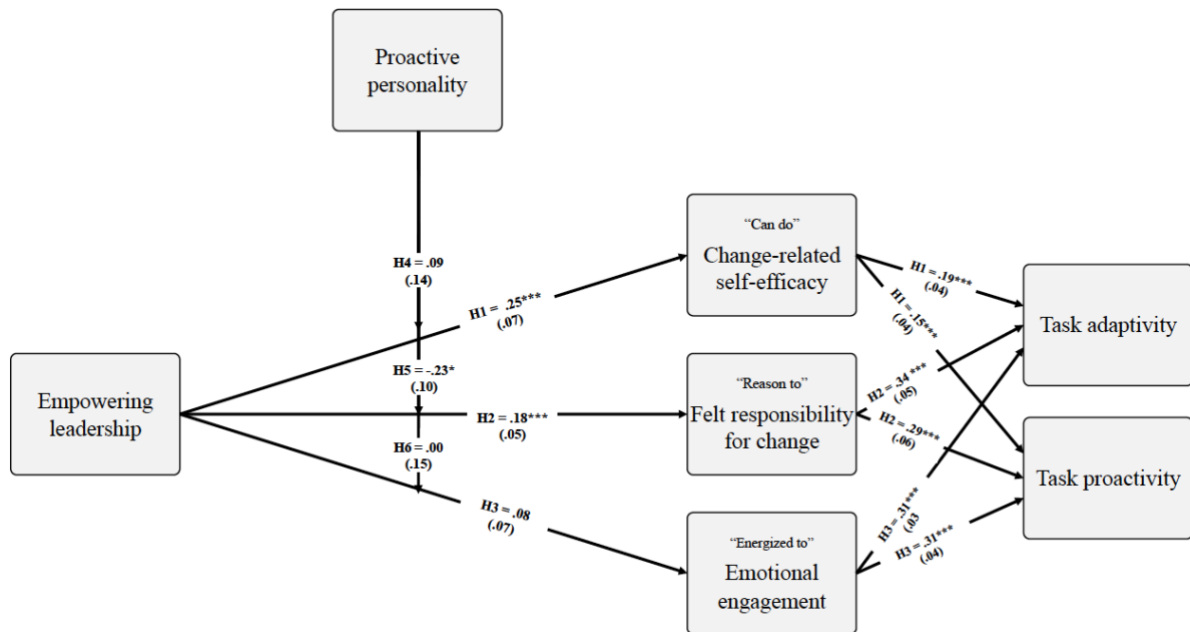 Proactive
personality
H4 = .09
(.14)
H1 = .25***
(.07)
H5 = -.23*
(.10)
H2 = .18***
(.05)
H6 = .00
(.15)
H3 = .08
(.07)
Empowering
leadership
“Can do”
Change-related
self-efficacy
“Reason to”
Felt responsibility
for change
“Energized to”
Emotional
engagement
H1 = .19***
(.04)
H1 = .15***
(.04)
H2 = .34 ***
(.05)
H2 = .29***
(.06)
H3 = .31***
(.03
H3 = .31***
(.04)
Task adaptivity
Task proactivity